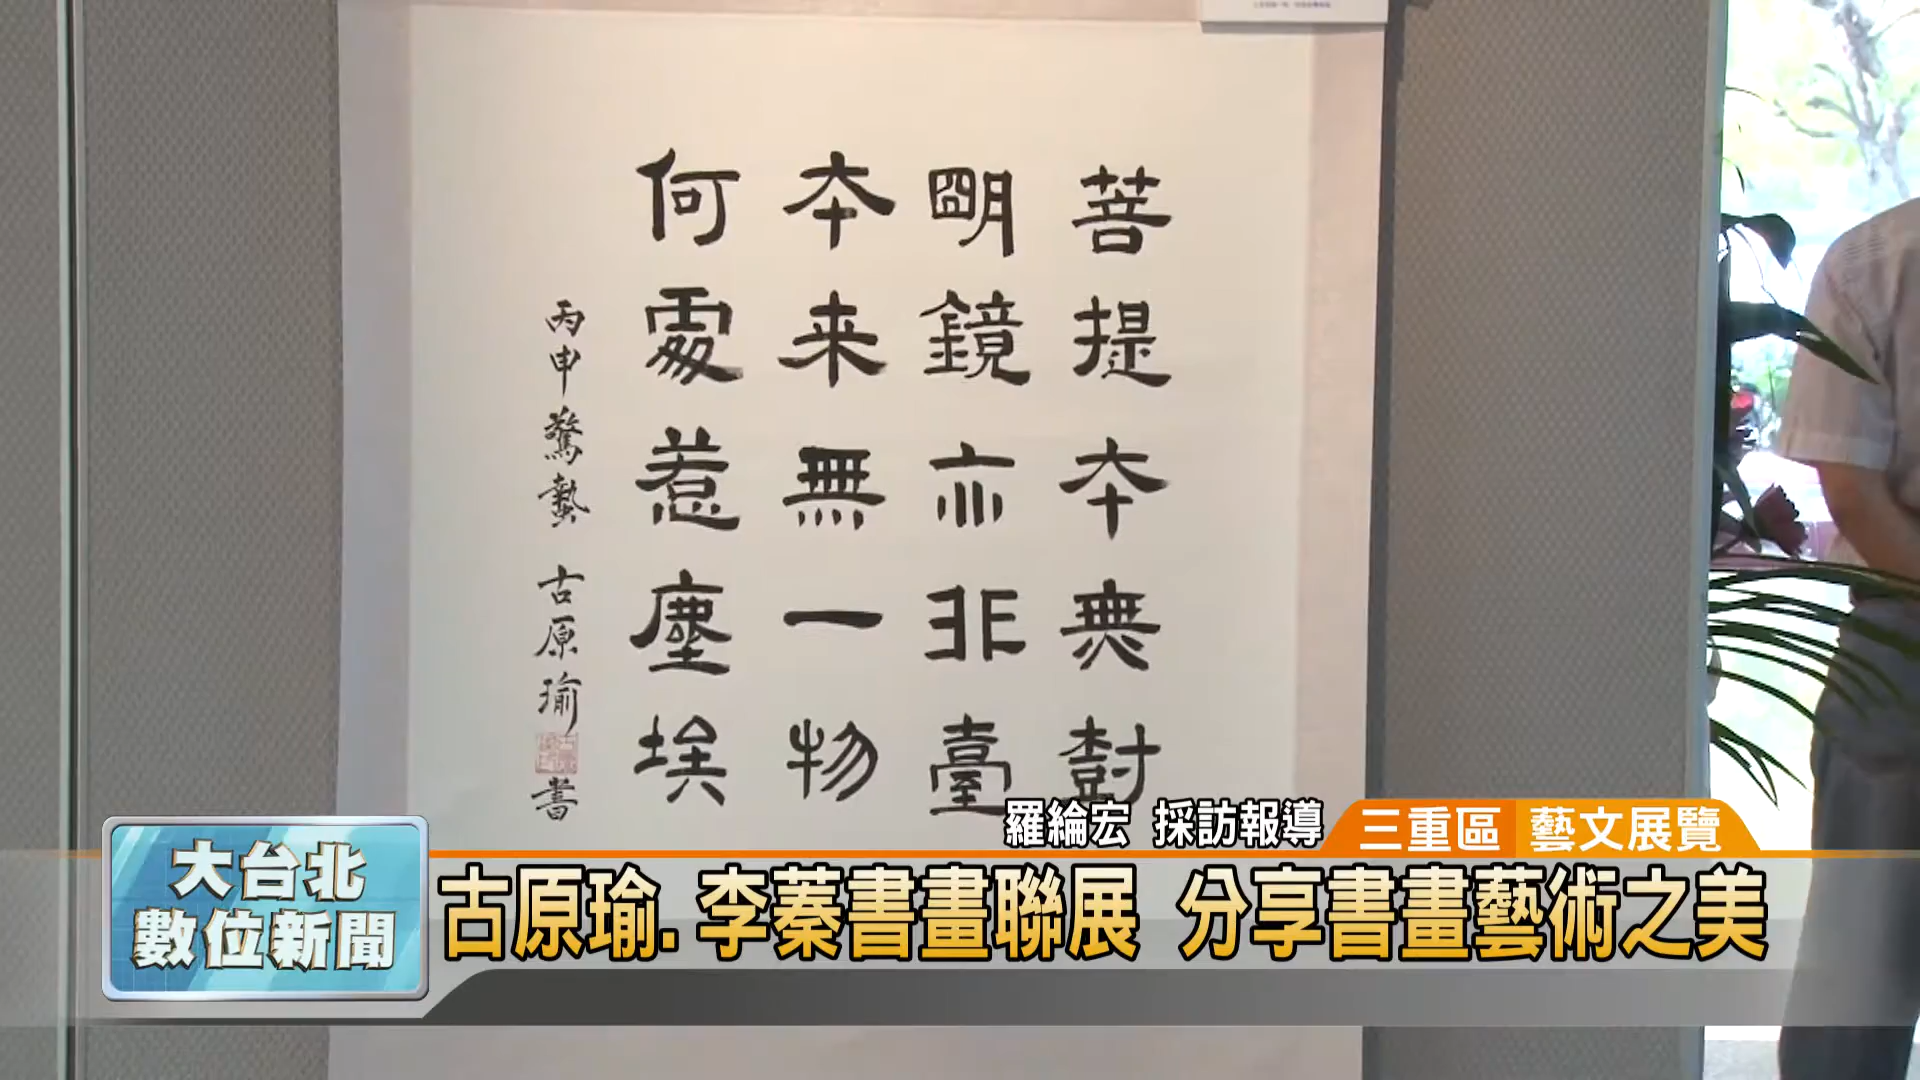 菩提本無樹
明鏡亦非臺
本来無一物
何處惹塵埃
丙申驚蟄 古原瑜書
羅綸宏 採訪報導
三重區 藝文展覽
大台北
數位新聞
古原瑜.李蓁書畫聯展 分享書畫藝術之美